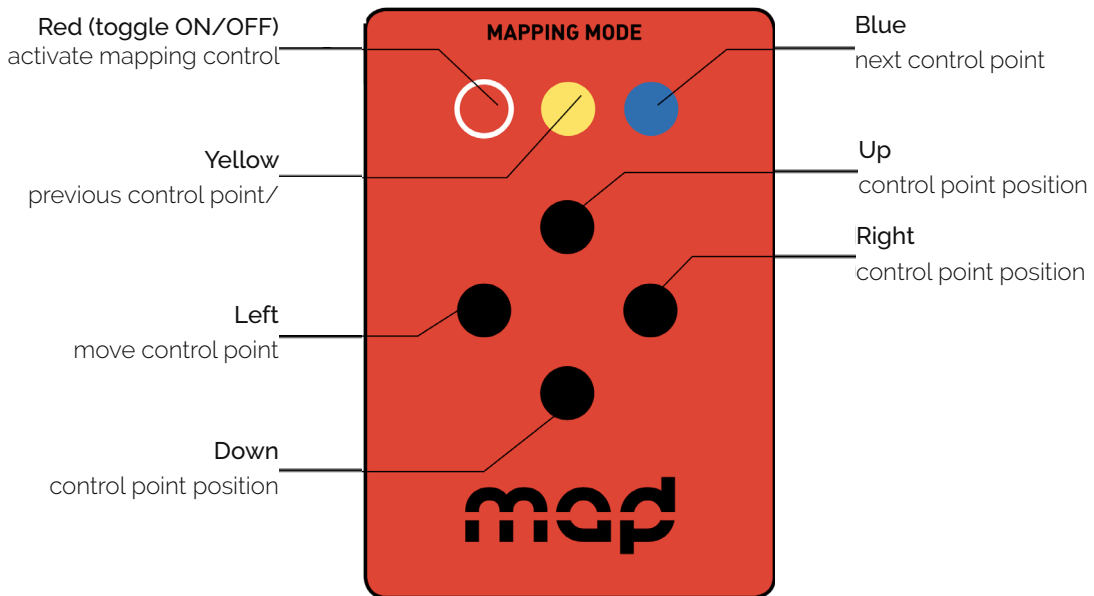 MAPPING MODE
Red (toggle ON/OFF)
activate mapping control
Yellow
previous control point/
Left
move control point
Down
control point position
Blue
next control point
Up
control point position
Right
control point position
map